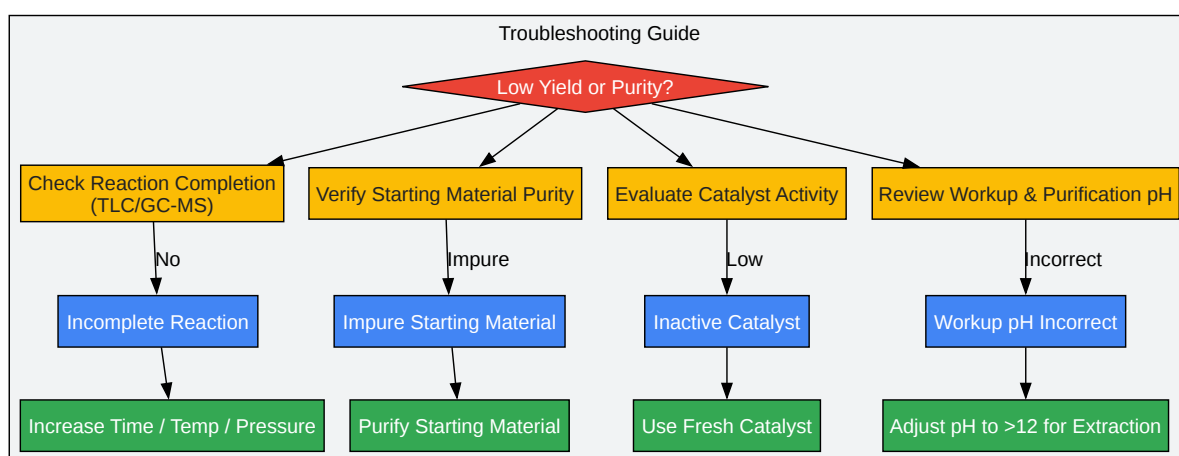 Troubleshooting Guide
Low Yield or Purity?
Check Reaction Completion
(TLC/GC-MS)
Verify Starting Material Purity
Evaluate Catalyst Activity
Review Workup & Purification pH
No
Impure
Low
Incorrect
Incomplete Reaction
Impure Starting Material
Inactive Catalyst
Workup pH Incorrect
Increase Time / Temp / Pressure
Purify Starting Material
Use Fresh Catalyst
Adjust pH to >12 for Extraction